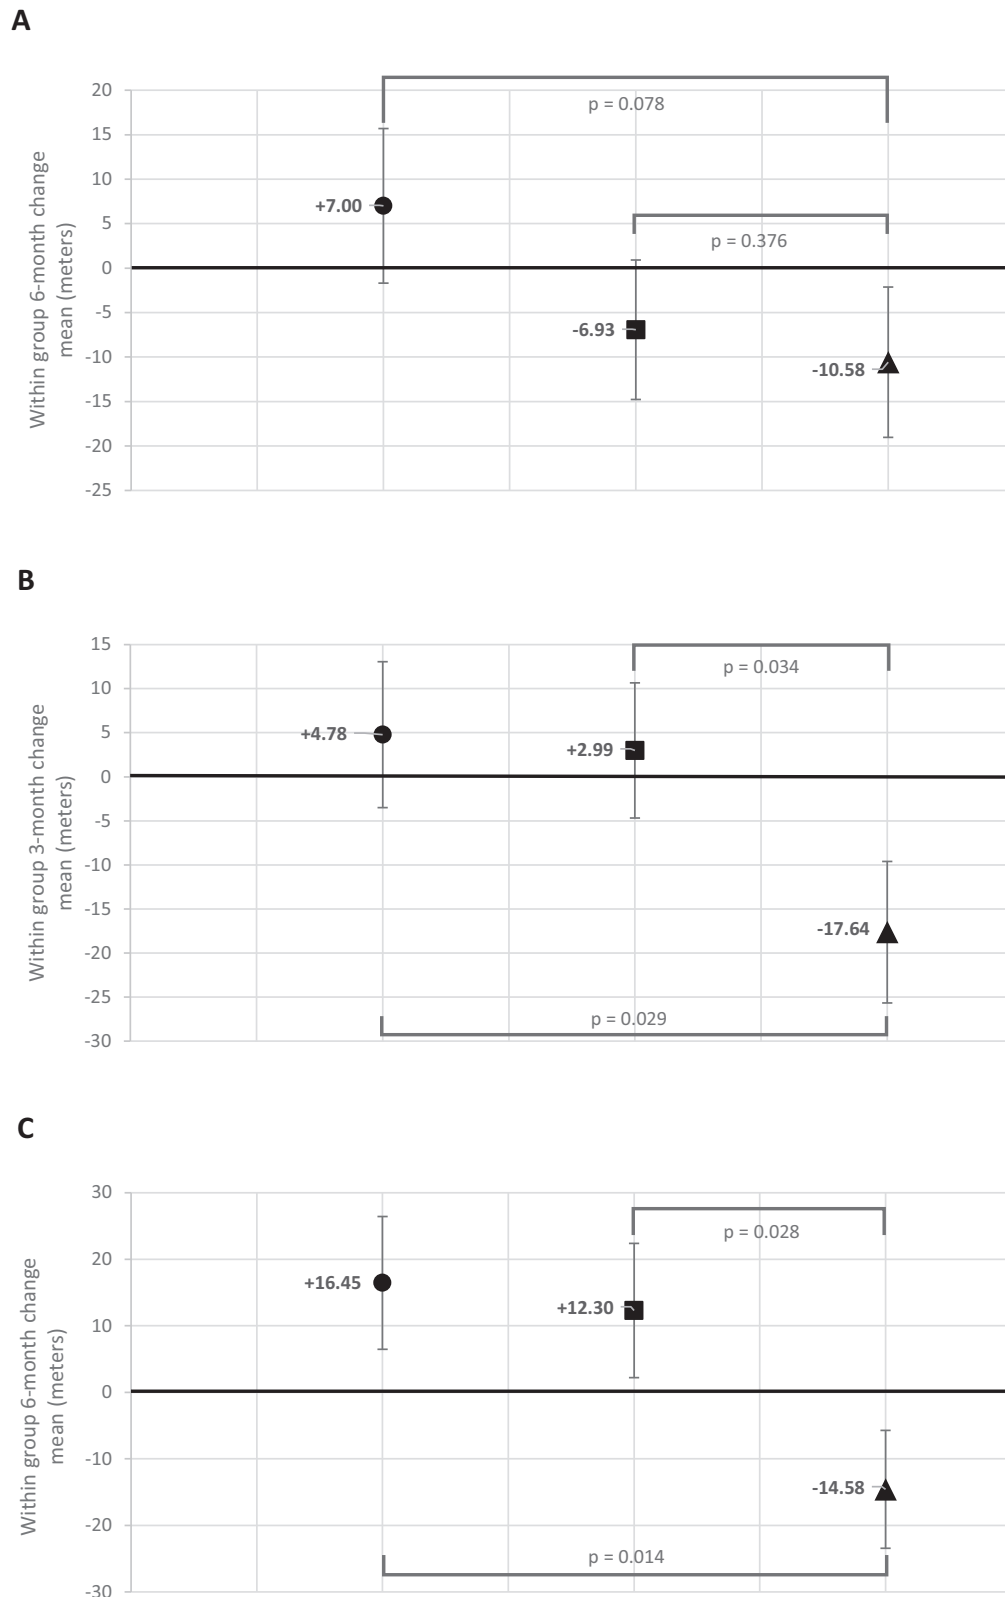 A
20
p = 0.078
15
10
+7.00
5
p = 0.376
0
-5
-6.93
-10
-10.58
-15
-20
-25
Within group 6-month change
mean (meters)
B
15
p = 0.034
10
5
+4.78
+2.99
0
-5
-10
-15
-17.64
-20
-25
p = 0.029
-30
Within group 3-month change
mean (meters)
C
30
p = 0.028
20
+16.45
+12.30
10
0
-10
-14.58
-20
p = 0.014
-30
Within group 6-month change
mean (meters)